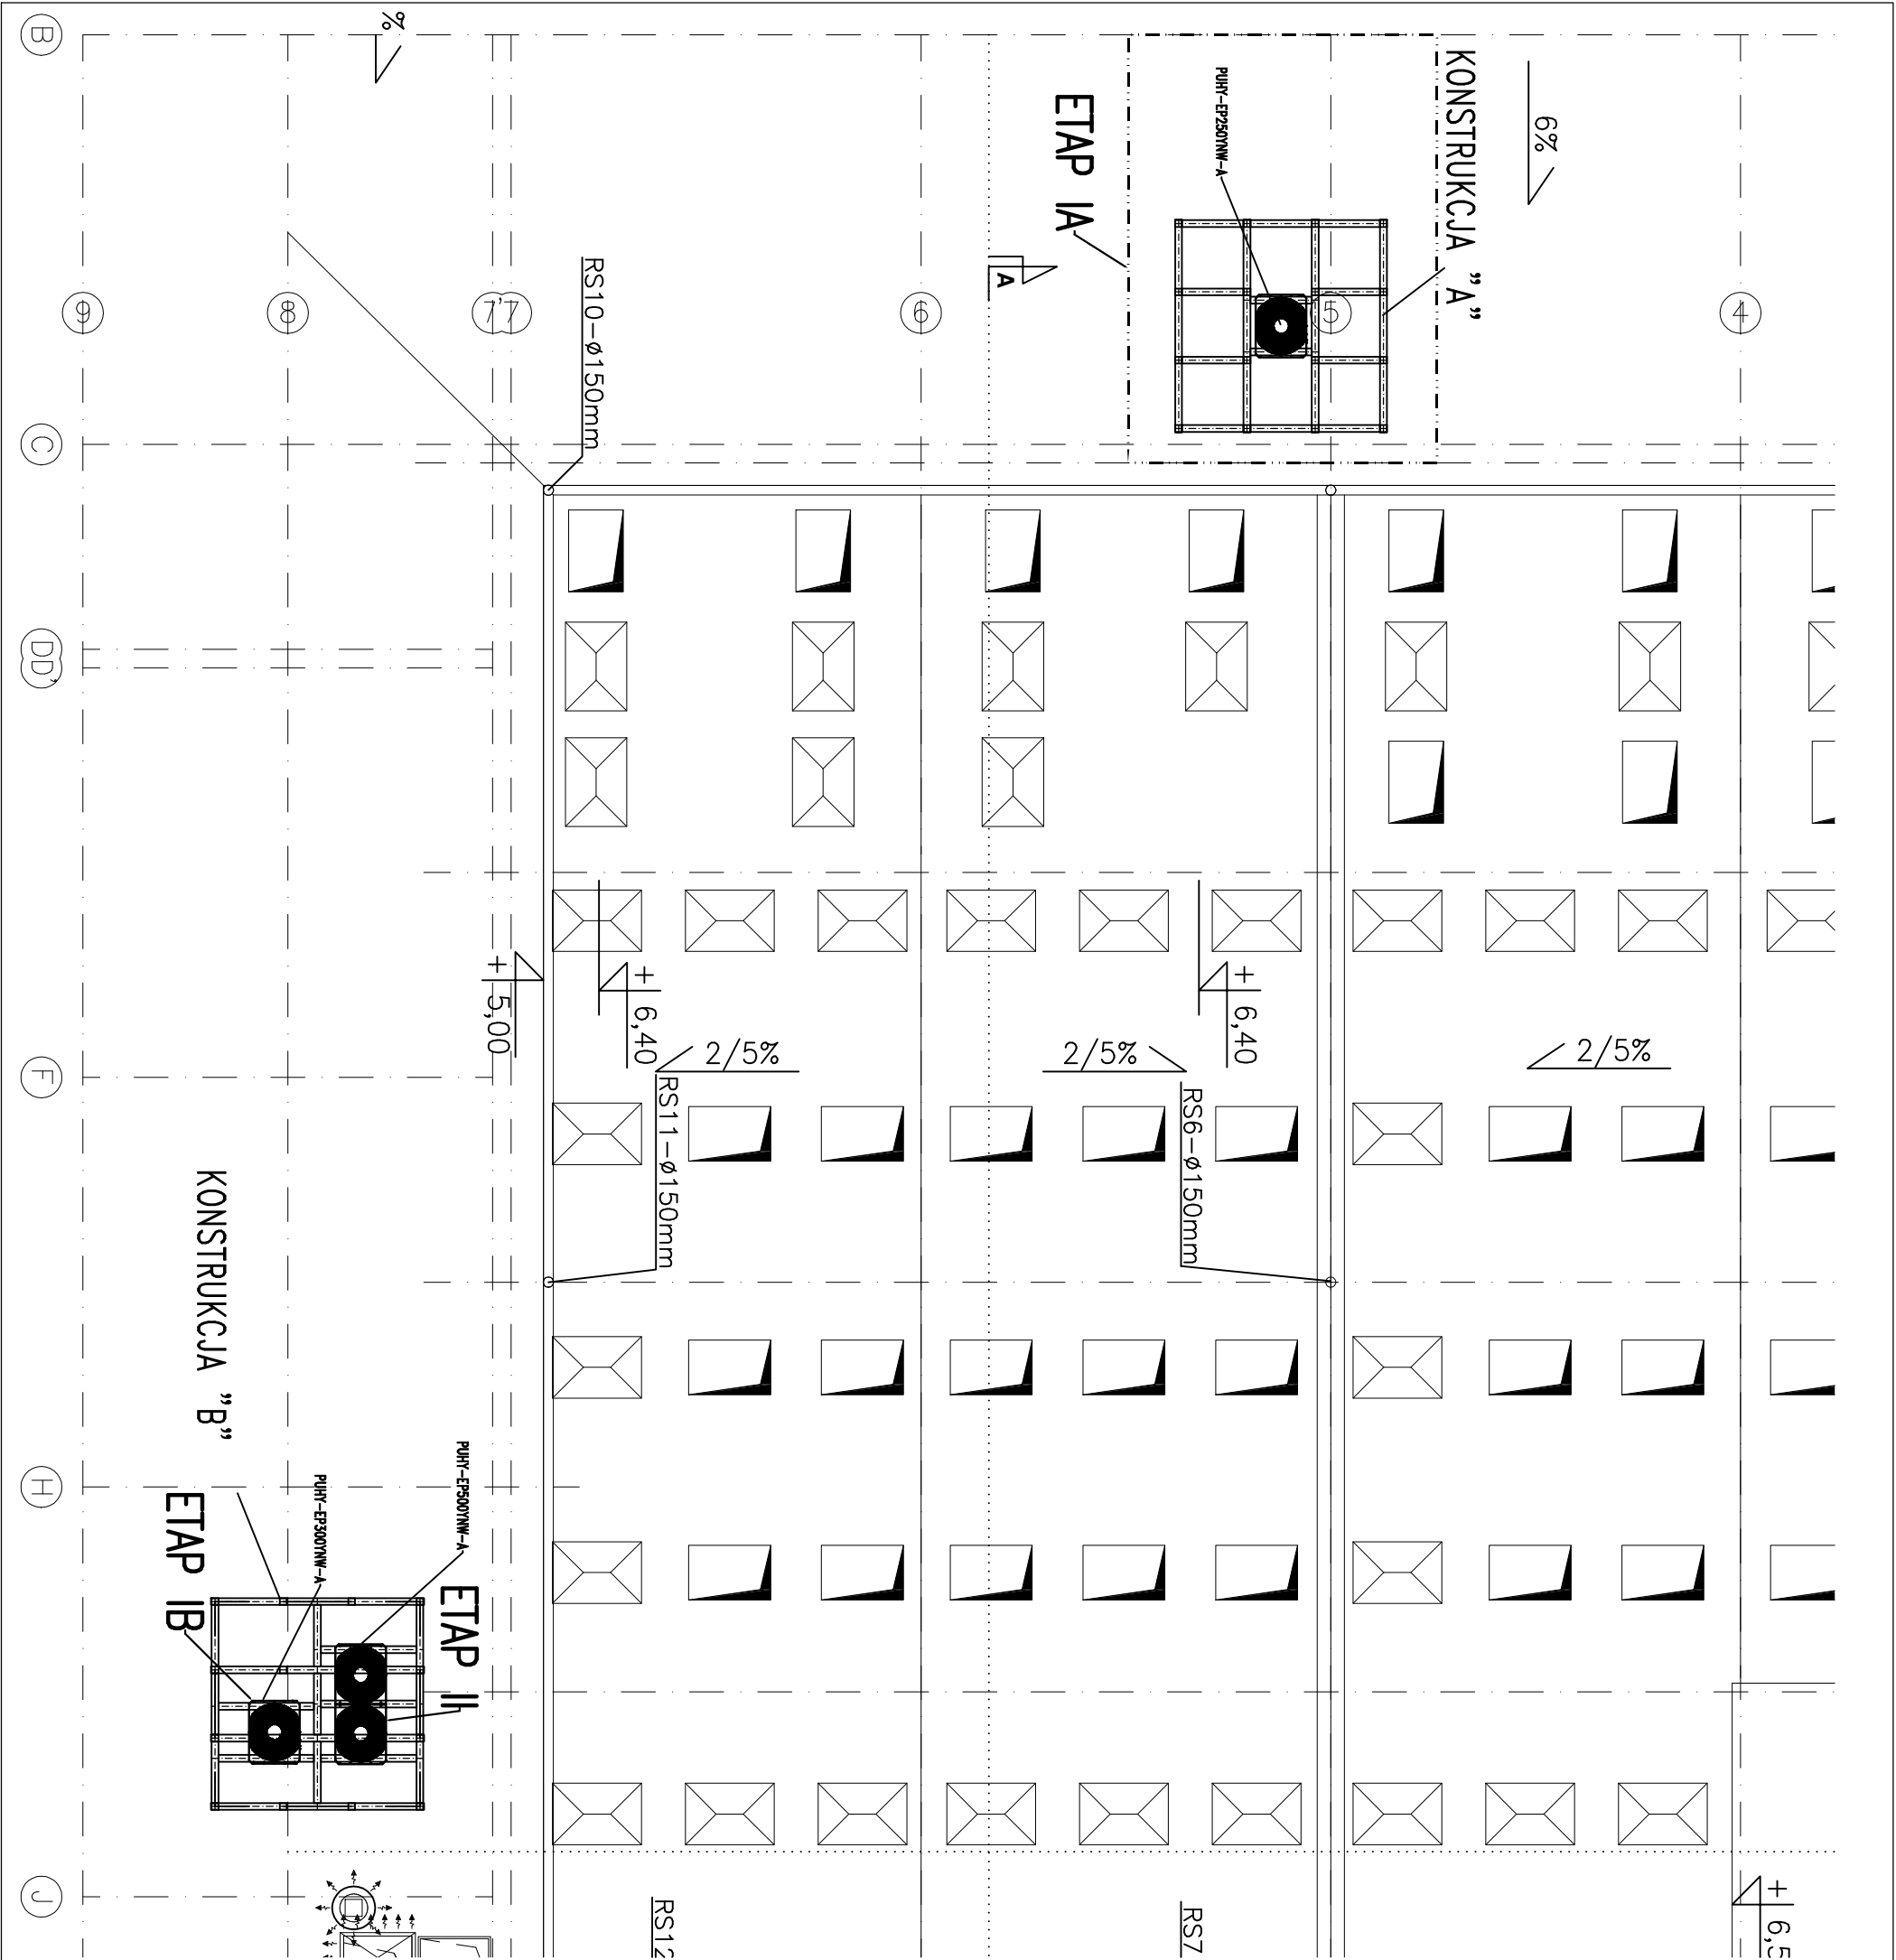 6%
KONSTRUKCJA ”A”
PUHY-EP250YNW-A
ETAP IA
A
%
B
4
5
6
7
7'
8
9
RS10-ø150mm
C
D
D'
+ 6,40
+ 6,40
+ 5,00
2/5%
2/5%
2/5%
RS6-ø150mm
RS11-ø150mm
F
KONSTRUKCJA ”B”
PUHY-EP500YNW-A
PUHY-EP300YNW-A
H
ETAP IB
ETAP II
RS7
RS12
J